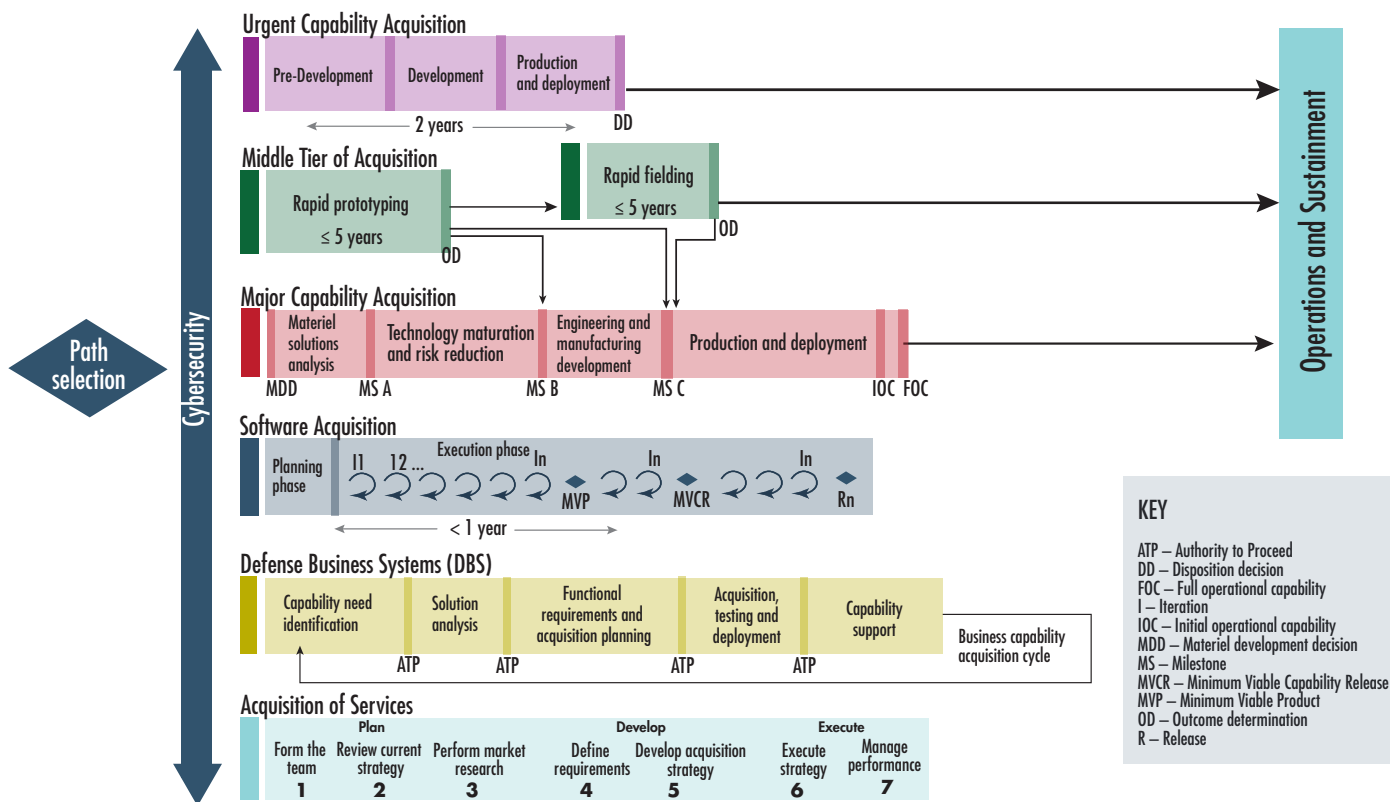 Urgent Capability Acquisition
Pre-Development
Development
Production
and deployment
2 years
DD
Middle Tier of Acquisition
Rapid prototyping
≤ 5 years
OD
Rapid fielding
≤ 5 years
OD
Major Capability Acquisition
Materiel
solutions
analysis
Technology maturation
and risk reduction
Engineering and
manufacturing
development
Production and deployment
MDD
MS A
MS B
MS C
IOC
FOC
Path
selection
Cybersecurity
Operations and Sustainment
Software Acquisition
Planning
phase
Execution phase
I1
12 ...
In
In
In
MVP
MVCR
Rn
< 1 year
Defense Business Systems (DBS)
Capability need
identification
Solution
analysis
Functional
requirements and
acquisition planning
Acquisition,
testing and
deployment
Capability
support
ATP
ATP
ATP
ATP
Business capability
acquisition cycle
Acquisition of Services
Plan
Develop
Execute
Form the
team
1
Review current
strategy
2
Perform market
research
3
Define
requirements
4
Develop acquisition
strategy
5
Execute
strategy
6
Manage
performance
7
KEY
ATP – Authority to Proceed
DD – Disposition decision
FOC – Full operational capability
I – Iteration
IOC – Initial operational capability
MDD – Materiel development decision
MS – Milestone
MVCR – Minimum Viable Capability Release
MVP – Minimum Viable Product
OD – Outcome determination
R – Release